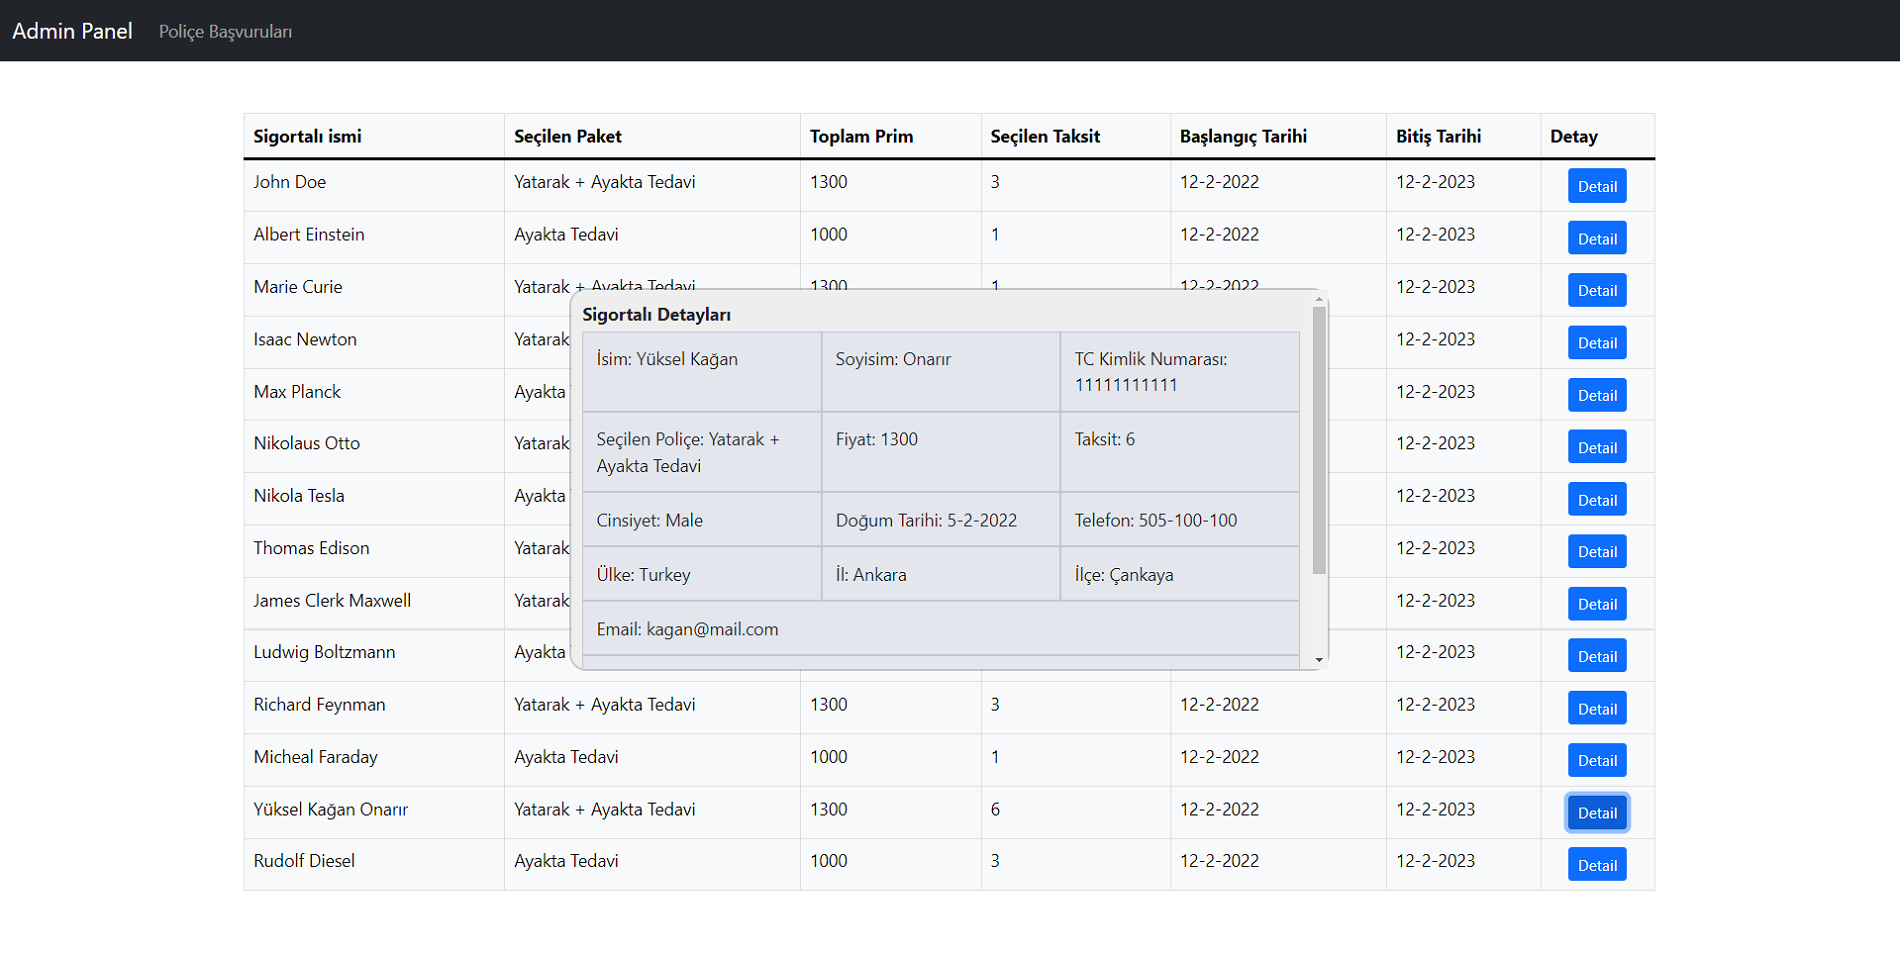 Admin Panel Poliçe Başvuruları
Sigortalı ismi Seçilen Paket Toplam Prim Seçilen Taksit Başlangıç Tarihi Bitiş Tarihi Detay
John Doe Yatarak + Ayakta Tedavi 1300 3 12-2-2022 12-2-2023 Detail
Albert Einstein Ayakta Tedavi 1000 1 12-2-2022 12-2-2023 Detail
Marie Curie Yatarak + Ayakta Tedavi 1300 1 12-2-2022 12-2-2023 Detail
Isaac Newton Yatarak 12-2-2023 Detail
Max Planck Ayakta 12-2-2023 Detail
Nikolaus Otto Yatarak 12-2-2023 Detail
Nikola Tesla Ayakta 12-2-2023 Detail
Thomas Edison Yatarak 12-2-2023 Detail
James Clerk Maxwell Yatarak 12-2-2023 Detail
Ludwig Boltzmann Ayakta 12-2-2023 Detail
Richard Feynman Yatarak + Ayakta Tedavi 1300 3 12-2-2022 12-2-2023 Detail
Micheal Faraday Ayakta Tedavi 1000 1 12-2-2022 12-2-2023 Detail
Yüksel Kağan Onarır Yatarak + Ayakta Tedavi 1300 6 12-2-2022 12-2-2023 Detail
Rudolf Diesel Ayakta Tedavi 1000 3 12-2-2022 12-2-2023 Detail
Sigortalı Detayları
İsim: Yüksel Kağan Soyisim: Onarır TC Kimlik Numarası:
11111111111
Seçilen Poliçe: Yatarak + Fiyat: 1300 Taksit: 6
Ayakta Tedavi
Cinsiyet: Male Doğum Tarihi: 5-2-2022 Telefon: 505-100-100
Ülke: Turkey İl: Ankara İlçe: Çankaya
Email: kagan@mail.com